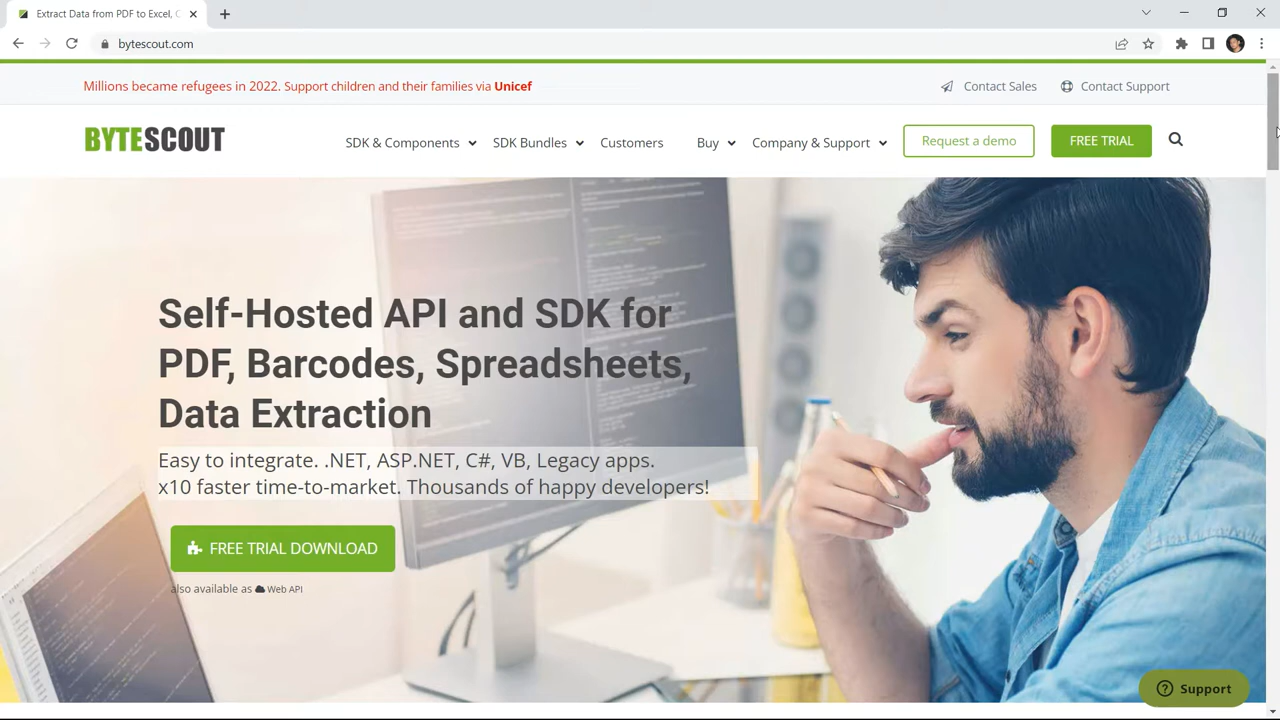 Extract Data from PDF to Excel, C
bytescout.com
Millions became refugees in 2022. Support children and their families via Unicef
Contact Sales
Contact Support
BYTESCOUT
SDK & Components
SDK Bundles
Customers
Buy
Company & Support
Request a demo
FREE TRIAL
Self-Hosted API and SDK for
PDF, Barcodes, Spreadsheets,
Data Extraction
Easy to integrate. .NET, ASP.NET, C#, VB, Legacy apps.
x10 faster time-to-market. Thousands of happy developers!
FREE TRIAL DOWNLOAD
also available as Web API
Support